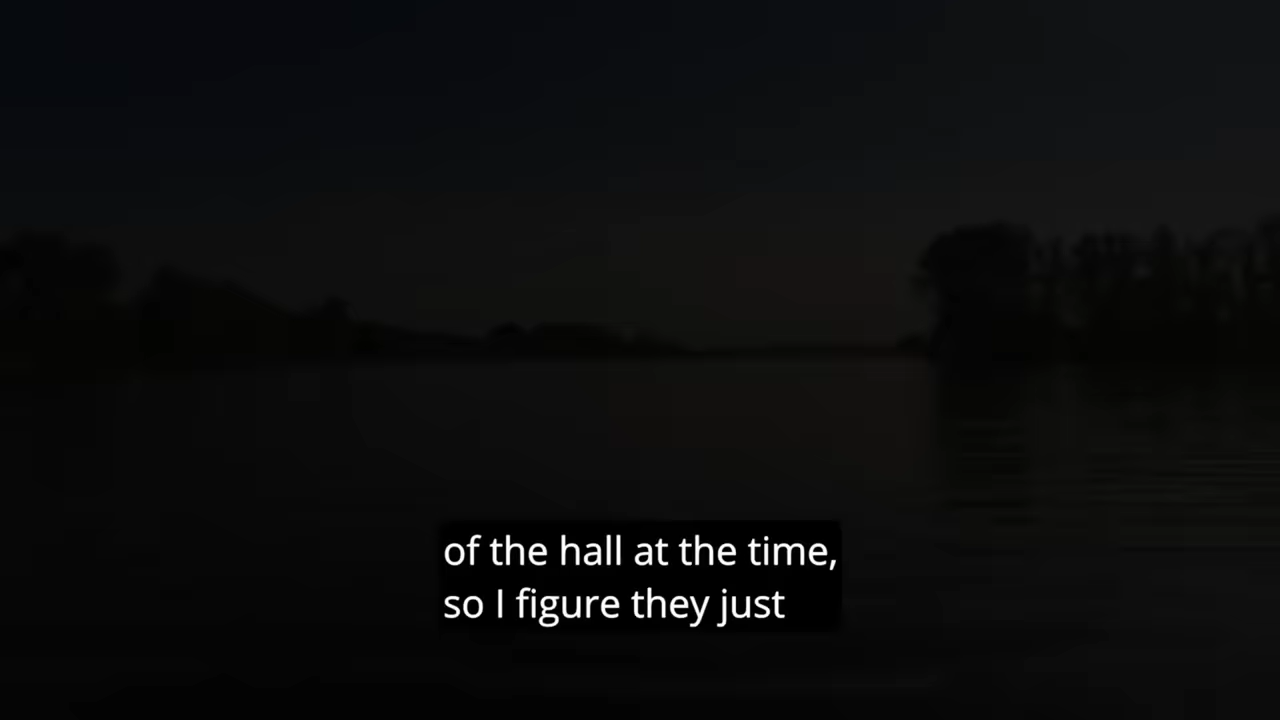 of the hall at the time,
so I figure they just